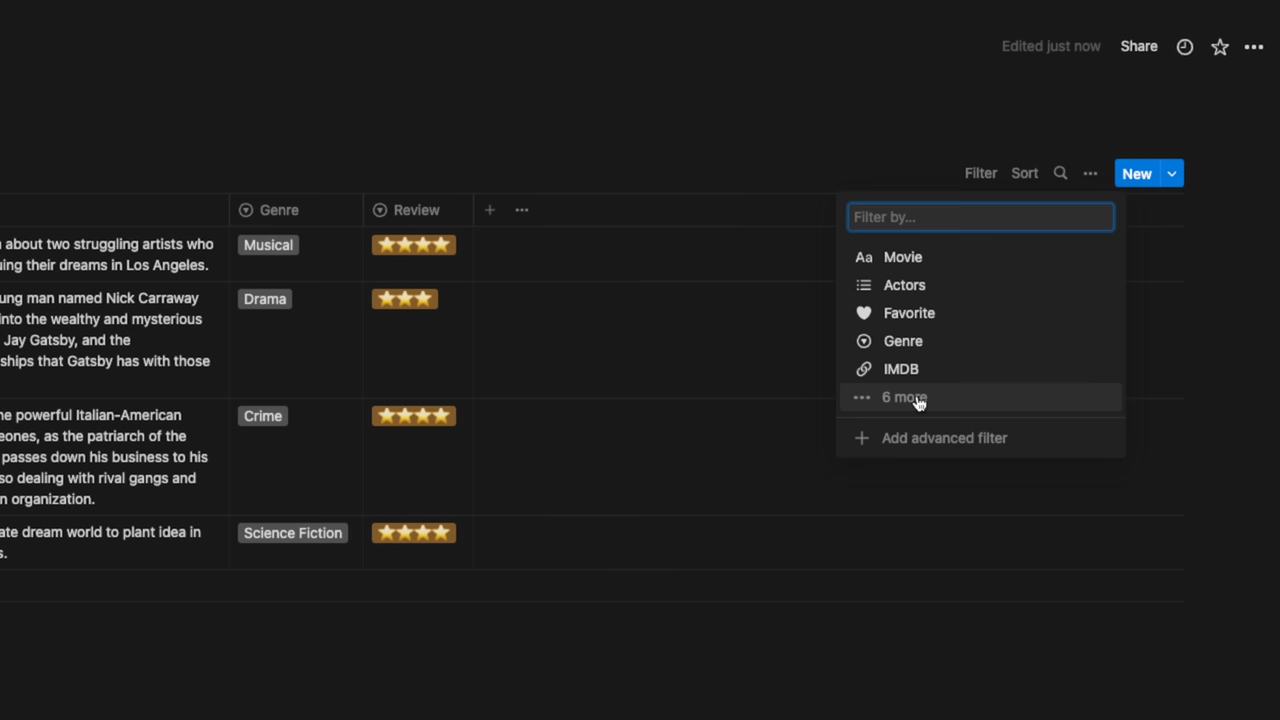 Edited just now Share
Filter Sort New
Genre Review
about two struggling artists who
uing their dreams in Los Angeles.
Musical
ung man named Nick Carraway
into the wealthy and mysterious
Jay Gatsby, and the
ships that Gatsby has with those
Drama
he powerful Italian-American
eones, as the patriarch of the
passes down his business to his
so dealing with rival gangs and
n organization.
Crime
ate dream world to plant idea in
s.
Science Fiction
Filter by...
Aa Movie
Actors
Favorite
Genre
IMDB
6 more
Add advanced filter